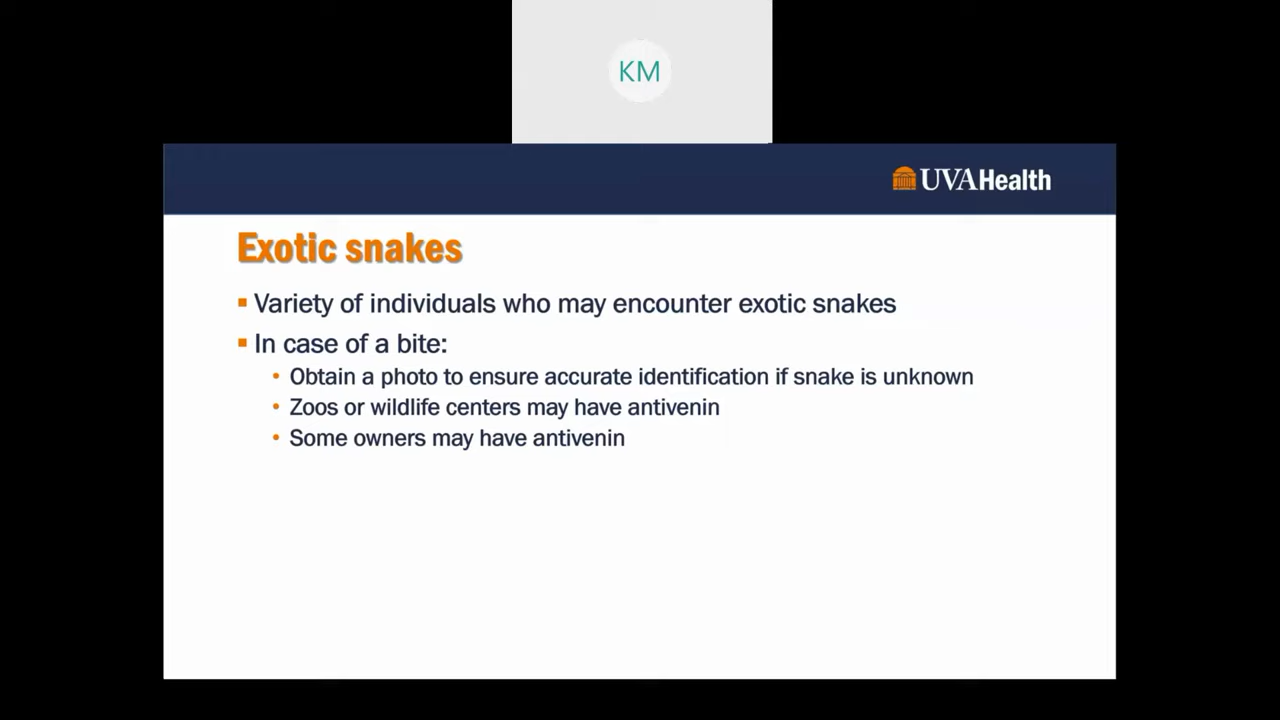 KM
UVAHealth
Exotic snakes
Variety of individuals who may encounter exotic snakes
In case of a bite:
Obtain a photo to ensure accurate identification if snake is unknown
Zoos or wildlife centers may have antivenin
Some owners may have antivenin